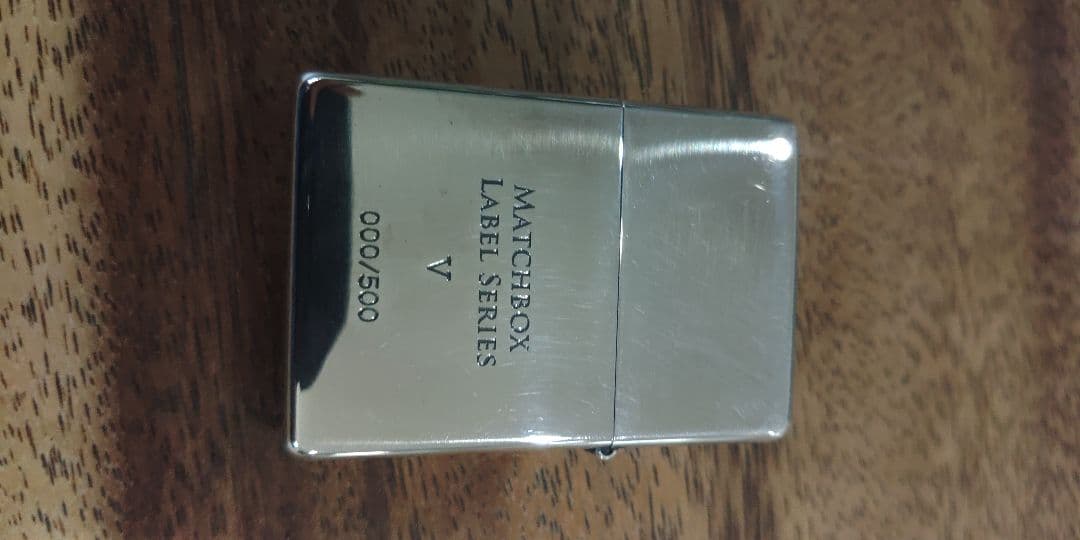 MATCHBOX
LABEL SERIES
V
000/500